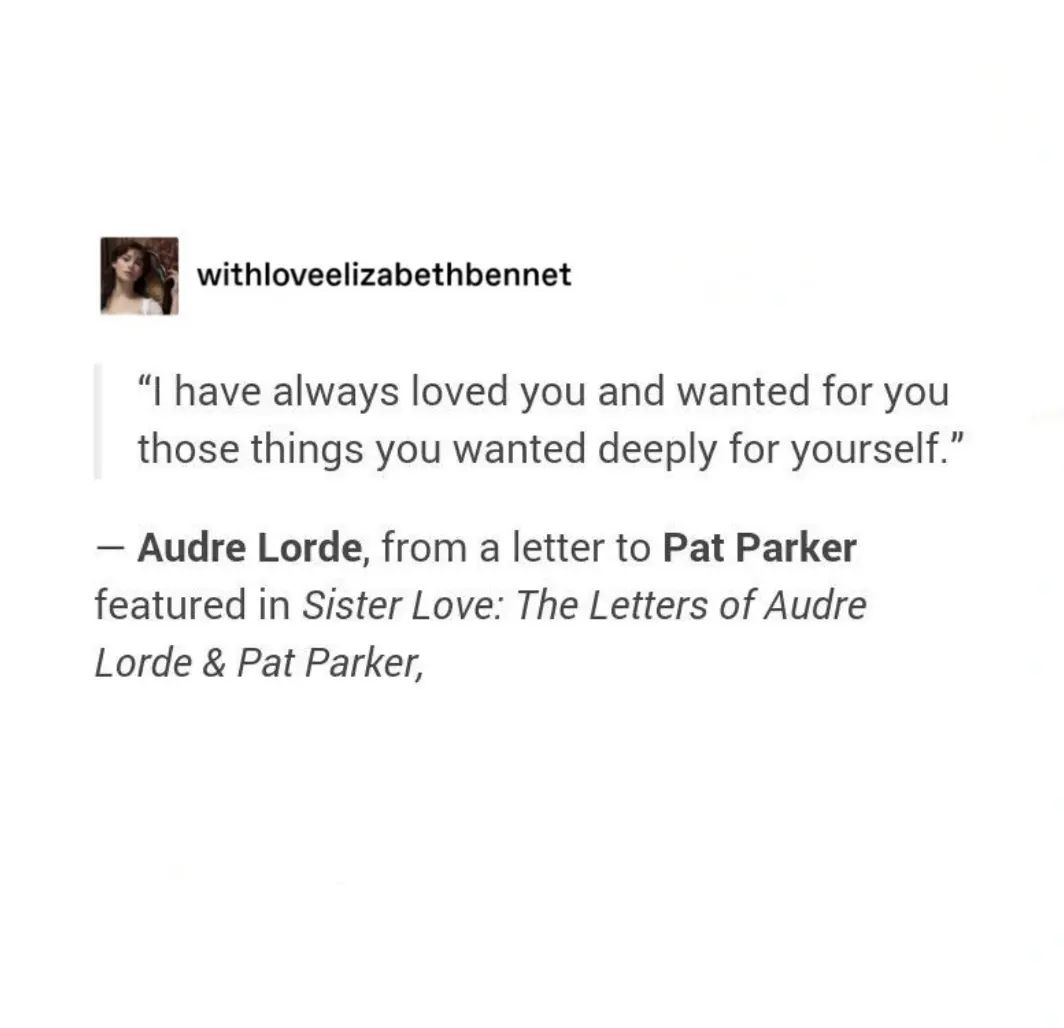 withloveelizabethbennet
“I have always loved you and wanted for you
those things you wanted deeply for yourself.”
— Audre Lorde, from a letter to Pat Parker
featured in Sister Love: The Letters of Audre
Lorde & Pat Parker,